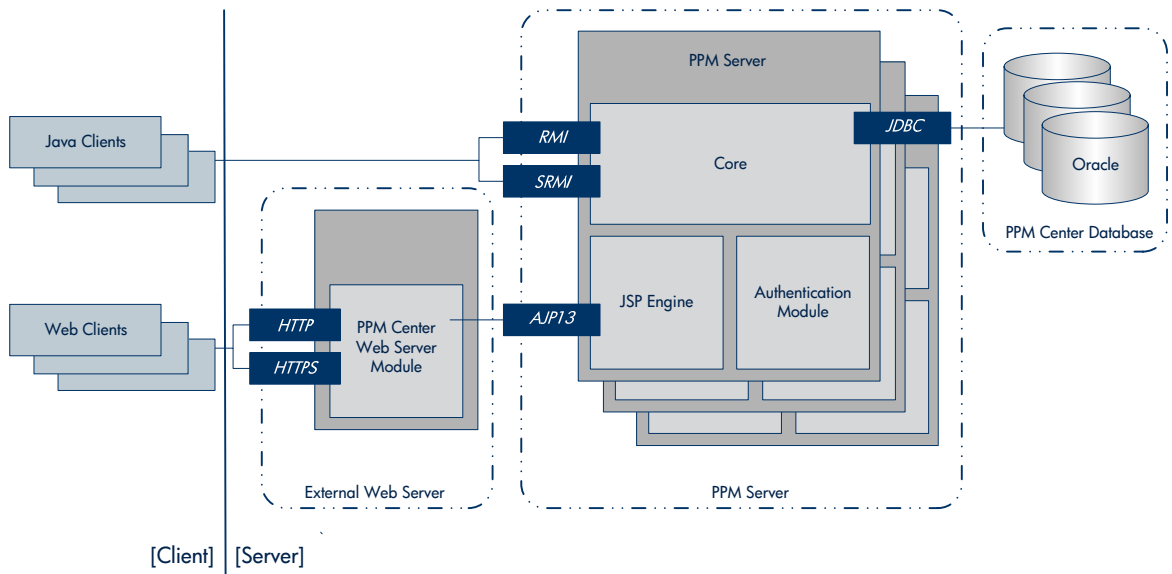 PPM Server
Java Clients
RMI
SRMI
JDBC
Core
Oracle
PPM Center Database
Web Clients
HTTP
HTTPS
PPM Center
Web Server
Module
AJP13
JSP Engine
Authentication
Module
External Web Server
PPM Server
[Client]
[Server]